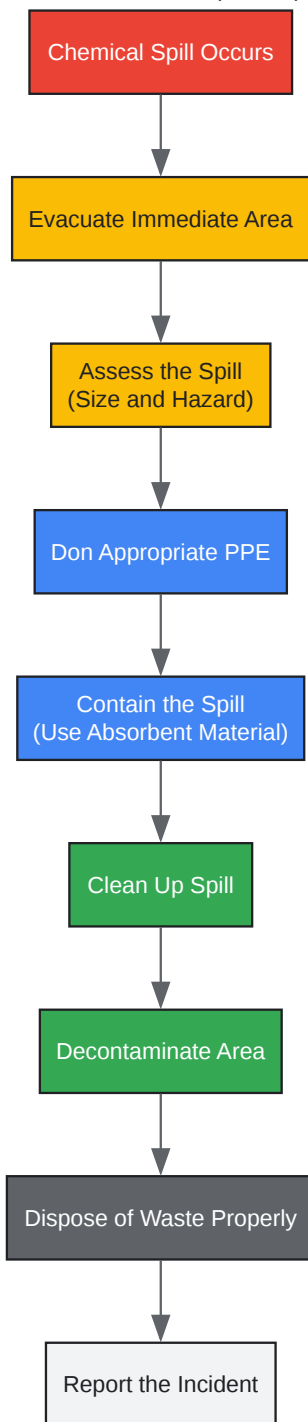 Chemical Spill Occurs
Evacuate Immediate Area
Assess the Spill
(Size and Hazard)
Don Appropriate PPE
Contain the Spill
(Use Absorbent Material)
Clean Up Spill
Decontaminate Area
Dispose of Waste Properly
Report the Incident